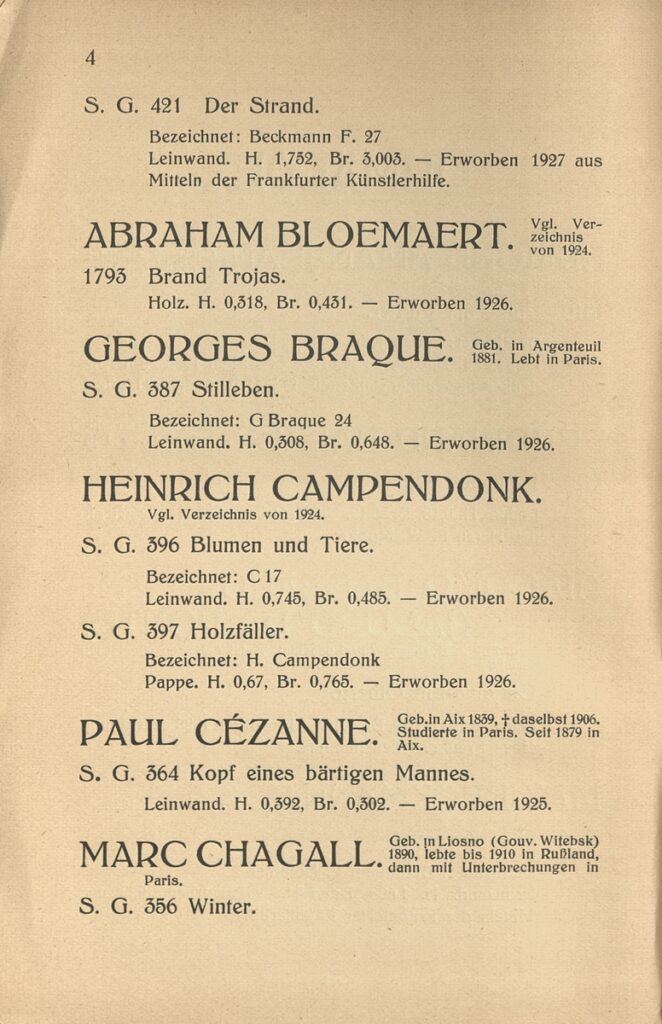 4
S. G. 421 Der Strand.
Bezeichnet: Beckmann F. 27
Leinwand. H. 1,752, Br. 3,003. — Erworben 1927 aus
Mitteln der Frankfurter Künstlerhilfe.
ABRAHAM BLOEMAERT. Vgl. Ver-
zeichnis
von 1924.
1793 Brand Trojas.
Holz. H. 0,318, Br. 0,431. — Erworben 1926.
GEORGES BRAQUE. Geb. in Argenteuil
1881. Lebt in Paris.
S. G. 387 Stilleben.
Bezeichnet: G Braque 24
Leinwand. H. 0,308, Br. 0,648. — Erworben 1926.
HEINRICH CAMPENDONK.
Vgl. Verzeichnis von 1924.
S. G. 396 Blumen und Tiere.
Bezeichnet: C 17
Leinwand. H. 0,745, Br. 0,485. — Erworben 1926.
S. G. 397 Holzfäller.
Bezeichnet: H. Campendonk
Pappe. H. 0,67, Br. 0,765. — Erworben 1926.
PAUL CÉZANNE. Geb. in Aix 1839, † daselbst 1906.
Studierte in Paris. Seit 1879 in
Aix.
S. G. 364 Kopf eines bärtigen Mannes.
Leinwand. H. 0,392, Br. 0,302. — Erworben 1925.
MARC CHAGALL. Geb. in Liosno (Gouv. Witebsk)
1890, lebte bis 1910 in Rußland,
dann mit Unterbrechungen in
Paris.
S. G. 356 Winter.